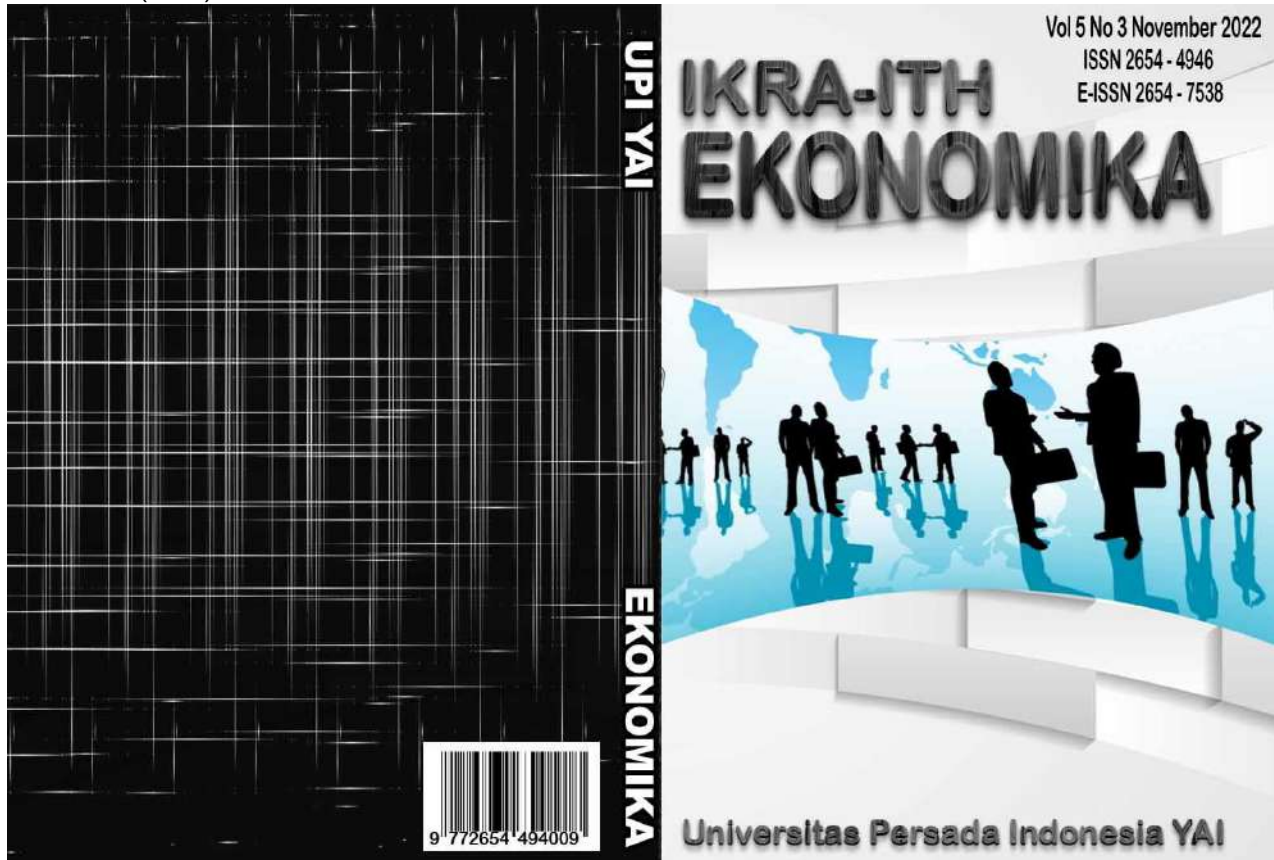 UPI YAI
EKONOMIKA
9 772654 494009
Vol 5 No 3 November 2022
ISSN 2654 - 4946
E-ISSN 2654 - 7538
IKRA-ITH
EKONOMIKA
Universitas Persada Indonesia YAI